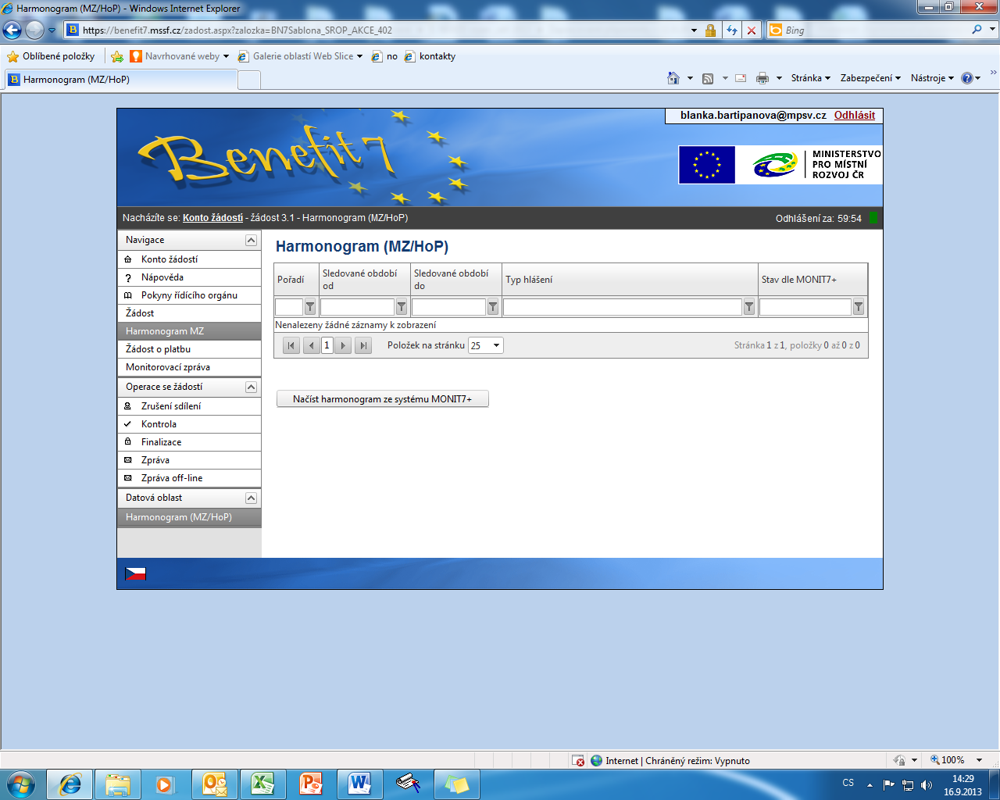 Harmonogram (MZ/HoP) - Windows Internet Explorer
https://benefit7.mssf.cz/zadost.aspx?zalozka=BN7Sablona_SROP_AKCE_402
Bing
Oblíbené položky
Navrhované weby
Galerie oblastí Web Slice
no
kontakty
Harmonogram (MZ/HoP)
Stránka
Zabezpečení
Nástroje
Benefit 7
blanka.bartipanova@mpsv.cz Odhlásit
MINISTERSTVO
PRO MÍSTNÍ
ROZVOJ ČR
Nacházíte se: Konto žádostí - žádost 3.1 - Harmonogram (MZ/HoP)
Odhlášení za: 59:54
Navigace
Konto žádostí
Nápověda
Pokyny řídícího orgánu
Žádost
Harmonogram MZ
Žádost o platbu
Monitorovací zpráva
Operace se žádostí
Zrušení sdílení
Kontrola
Finalizace
Zpráva
Zpráva off-line
Datová oblast
Harmonogram (MZ/HoP)
Harmonogram (MZ/HoP)
Pořadí
Sledované období
od
Sledované období
do
Typ hlášení
Stav dle MONIT7+
Nenalezeny žádné záznamy k zobrazení
1
Položek na stránku 25
Stránka 1 z 1, položky 0 až 0 z 0
Načíst harmonogram ze systému MONIT7+
Internet | Chráněný režim: Vypnuto
100%
CS
14:29
16.9.2013